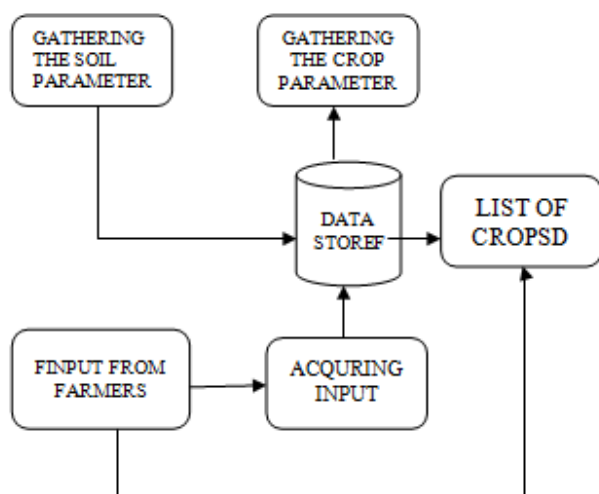 GATHERING
THE SOIL
PARAMETER
GATHERING
THE CROP
PARAMETER
DATA
STOREF
LIST OF
CROPSD
FINPUT FROM
FARMERS
ACQURING
INPUT